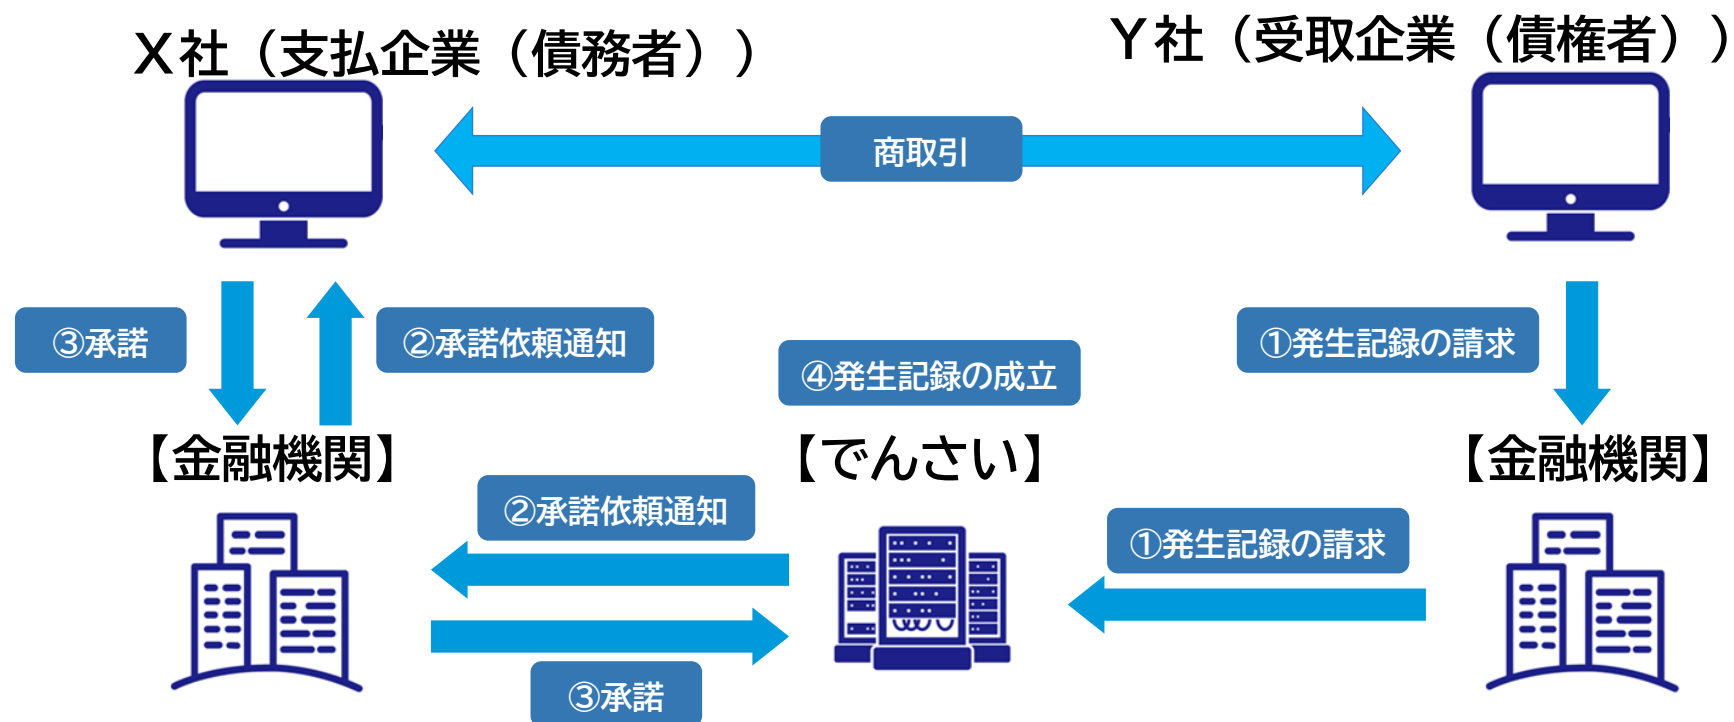 X社（支払企業（債務者））
Y社（受取企業（債権者））
商取引
③承諾
②承諾依頼通知
①発生記録の請求
④発生記録の成立
【金融機関】
【でんさい】
【金融機関】
②承諾依頼通知
①発生記録の請求
③承諾